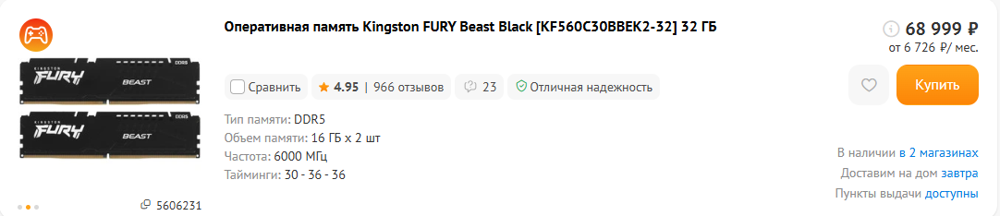 Оперативная память Kingston FURY Beast Black [KF560C30BBEK2-32] 32 ГБ
68 999 ₽
от 6 726 ₽/ мес.
KINGSTON
FURY
BEAST
DDR5
KINGSTON
FURY
BEAST
DDR5
Сравнить
4.95 | 966 отзывов
23
Отличная надежность
Купить
Тип памяти: DDR5
Объем памяти: 16 ГБ x 2 шт
Частота: 6000 МГц
Тайминги: 30 - 36 - 36
В наличии в 2 магазинах
Доставим на дом завтра
Пункты выдачи доступны
5606231